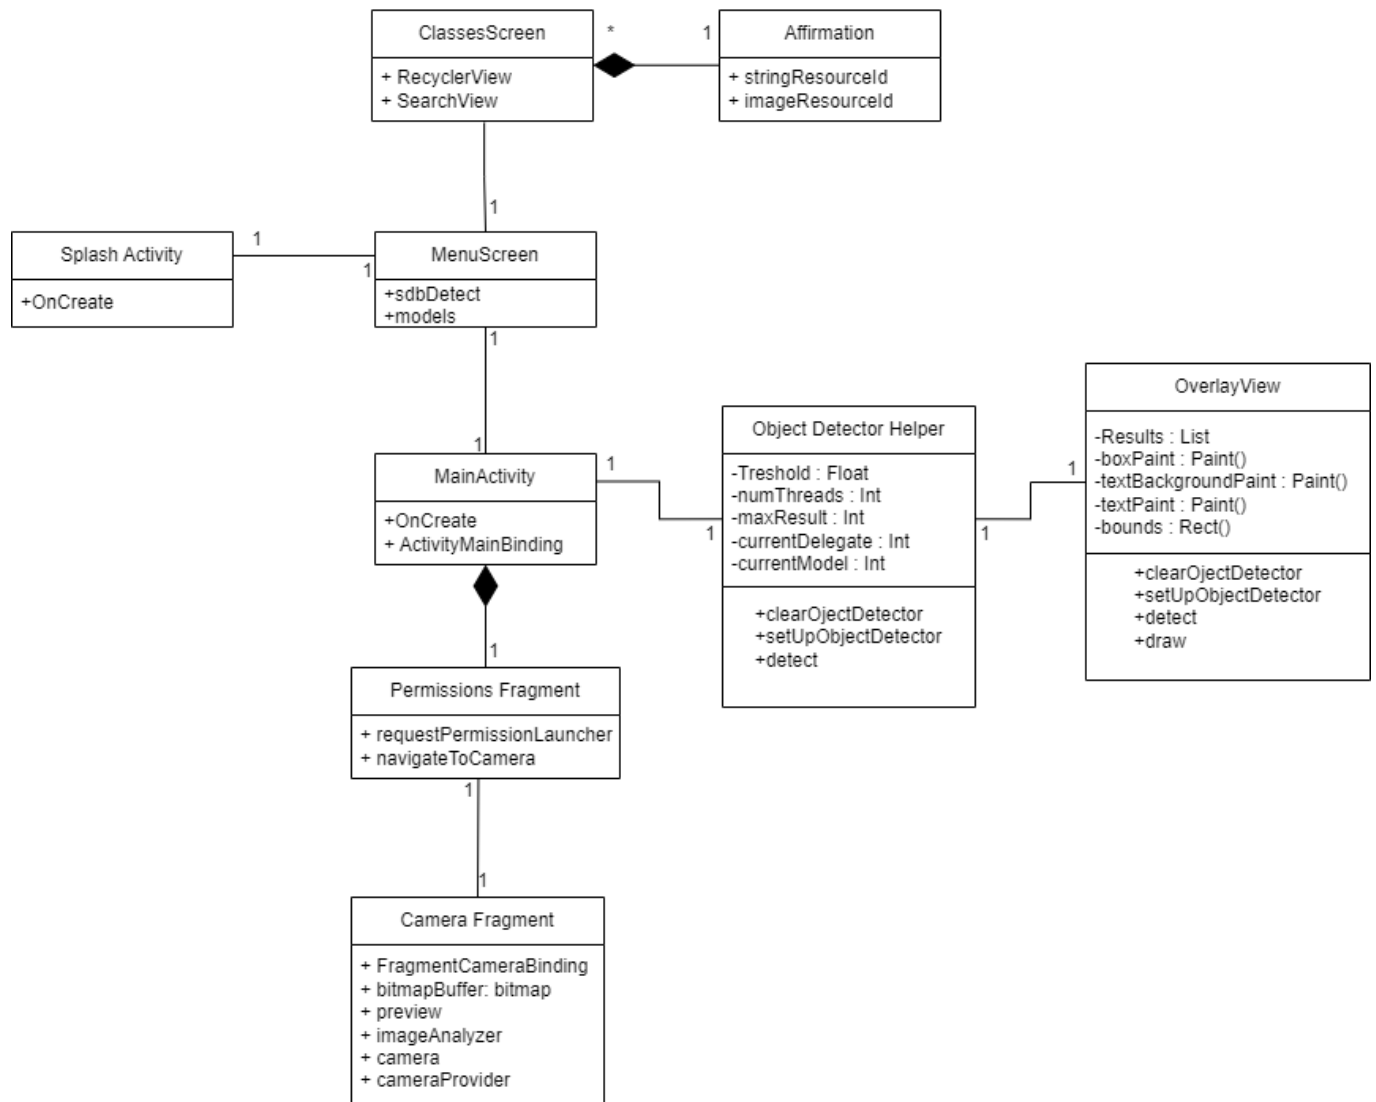 ClassesScreen
+ RecyclerView
+ SearchView
*
1
Affirmation
+ stringResourceId
+ imageResourceId
1
Splash Activity
+OnCreate
1
1
MenuScreen
+sdbDetect
+models
1
1
MainActivity
+OnCreate
+ ActivityMainBinding
1
1
Object Detector Helper
-Treshold : Float
-numThreads : Int
-maxResult : Int
-currentDelegate : Int
-currentModel : Int
+clearOjectDetector
+setUpObjectDetector
+detect
1
1
OverlayView
-Results : List
-boxPaint : Paint()
-textBackgroundPaint : Paint()
-textPaint : Paint()
-bounds : Rect()
+clearOjectDetector
+setUpObjectDetector
+detect
+draw
1
Permissions Fragment
+ requestPermissionLauncher
+ navigateToCamera
1
1
Camera Fragment
+ FragmentCameraBinding
+ bitmapBuffer: bitmap
+ preview
+ imageAnalyzer
+ camera
+ cameraProvider